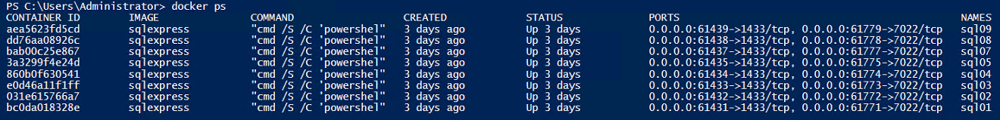 PS C:\Users\Administrator> docker ps
CONTAINER ID IMAGE COMMAND CREATED STATUS PORTS NAMES
aea5623fd5cd sqlexpress "cmd /S /C 'powershel" 3 days ago Up 3 days 0.0.0.0:61439->1433/tcp, 0.0.0.0:61779->7022/tcp sql09
dd76aa08926c sqlexpress "cmd /S /C 'powershel" 3 days ago Up 3 days 0.0.0.0:61438->1433/tcp, 0.0.0.0:61778->7022/tcp sql08
bab00c25e867 sqlexpress "cmd /S /C 'powershel" 3 days ago Up 3 days 0.0.0.0:61437->1433/tcp, 0.0.0.0:61777->7022/tcp sql07
3a3299f4e24d sqlexpress "cmd /S /C 'powershel" 3 days ago Up 3 days 0.0.0.0:61435->1433/tcp, 0.0.0.0:61775->7022/tcp sql05
860b0f630541 sqlexpress "cmd /S /C 'powershel" 3 days ago Up 3 days 0.0.0.0:61434->1433/tcp, 0.0.0.0:61774->7022/tcp sql04
e0d46a11f1ff sqlexpress "cmd /S /C 'powershel" 3 days ago Up 3 days 0.0.0.0:61433->1433/tcp, 0.0.0.0:61773->7022/tcp sql03
031e615766a7 sqlexpress "cmd /S /C 'powershel" 3 days ago Up 3 days 0.0.0.0:61432->1433/tcp, 0.0.0.0:61772->7022/tcp sql02
bc0da018328e sqlexpress "cmd /S /C 'powershel" 3 days ago Up 3 days 0.0.0.0:61431->1433/tcp, 0.0.0.0:61771->7022/tcp sql01